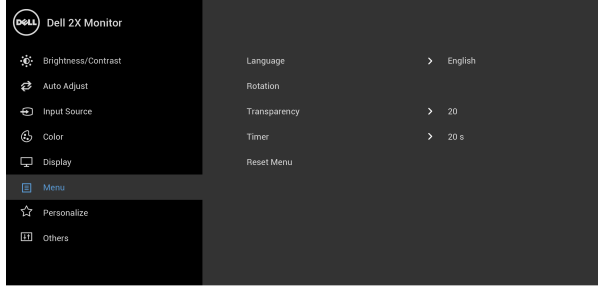 DELL
Dell 2X Monitor
Brightness/Contrast
Auto Adjust
Input Source
Color
Display
Menu
Personalize
Others
Language > English
Rotation
Transparency > 20
Timer > 20 s
Reset Menu